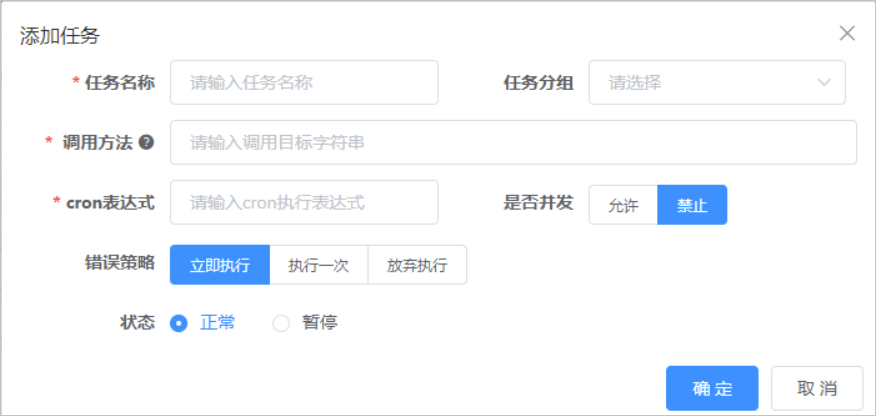 添加任务
* 任务名称 请输入任务名称 任务分组 请选择
* 调用方法 ? 请输入调用目标字符串
* cron表达式 请输入cron执行表达式 是否并发 允许 禁止
错误策略 立即执行 执行一次 放弃执行
状态 正常 暂停
确 定 取 消